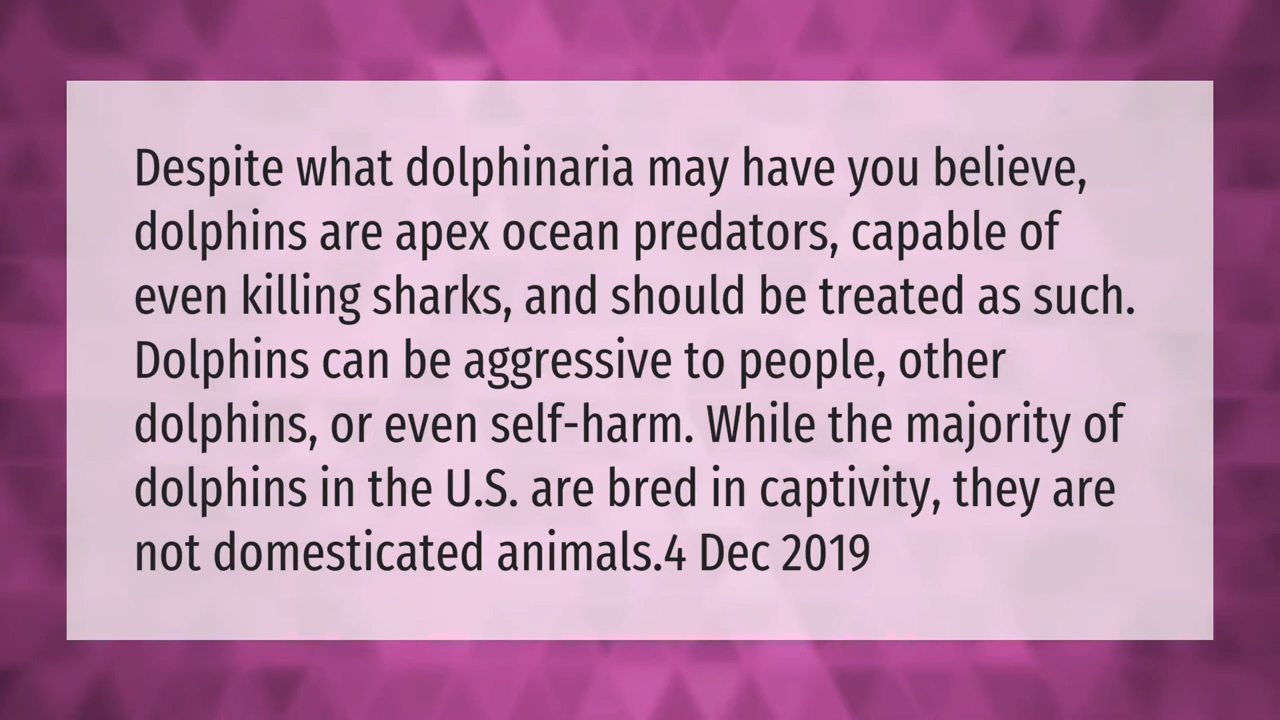 Despite what dolphinaria may have you believe,
dolphins are apex ocean predators, capable of
even killing sharks, and should be treated as such.
Dolphins can be aggressive to people, other
dolphins, or even self-harm. While the majority of
dolphins in the U.S. are bred in captivity, they are
not domesticated animals.4 Dec 2019